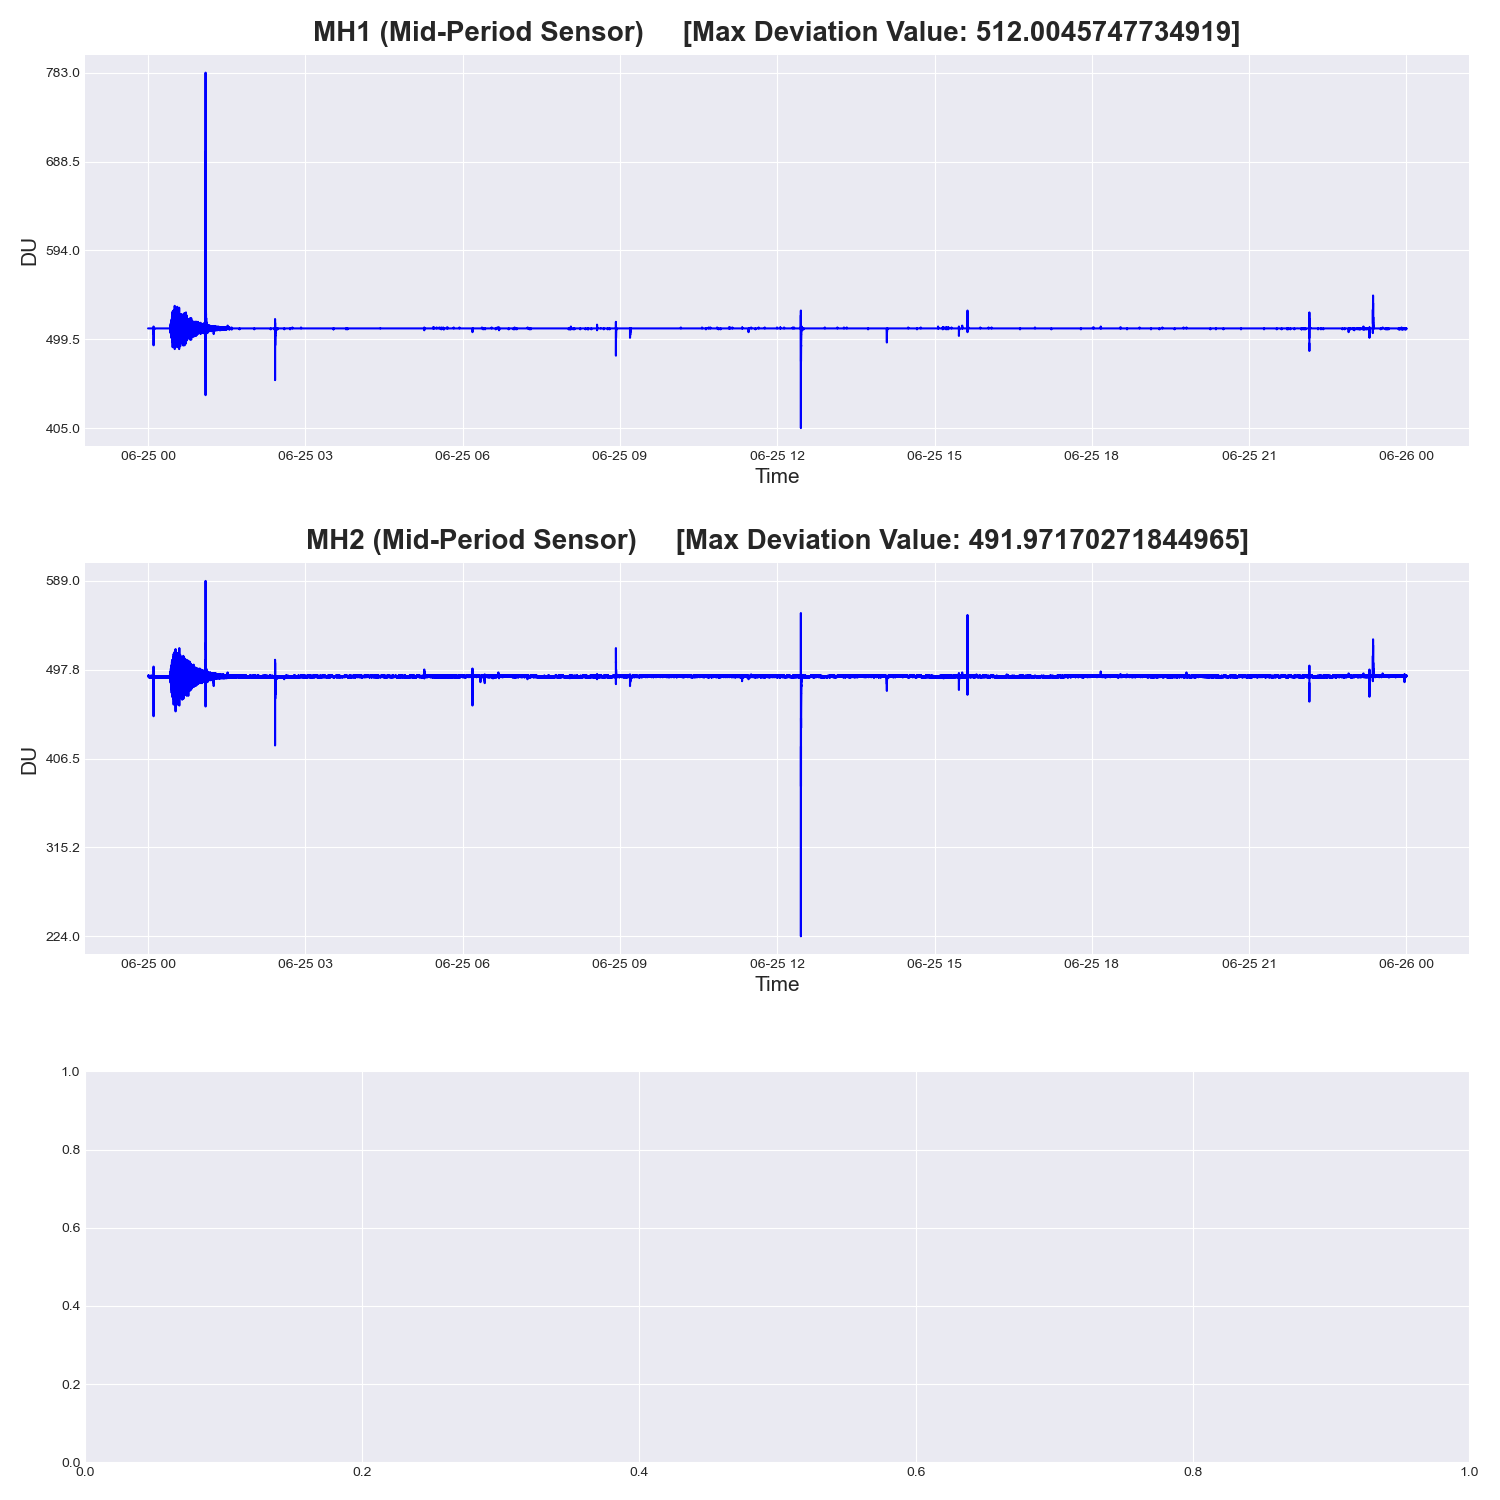 MH1 (Mid-Period Sensor) [Max Deviation Value: 512.0045747734919]
783.0
688.5
594.0
499.5
405.0
DU
06-25 00 06-25 03 06-25 06 06-25 09 06-25 12 06-25 15 06-25 18 06-25 21 06-26 00
Time
MH2 (Mid-Period Sensor) [Max Deviation Value: 491.97170271844965]
589.0
497.8
406.5
315.2
224.0
DU
06-25 00 06-25 03 06-25 06 06-25 09 06-25 12 06-25 15 06-25 18 06-25 21 06-26 00
Time
1.0
0.8
0.6
0.4
0.2
0.0
0.0 0.2 0.4 0.6 0.8 1.0